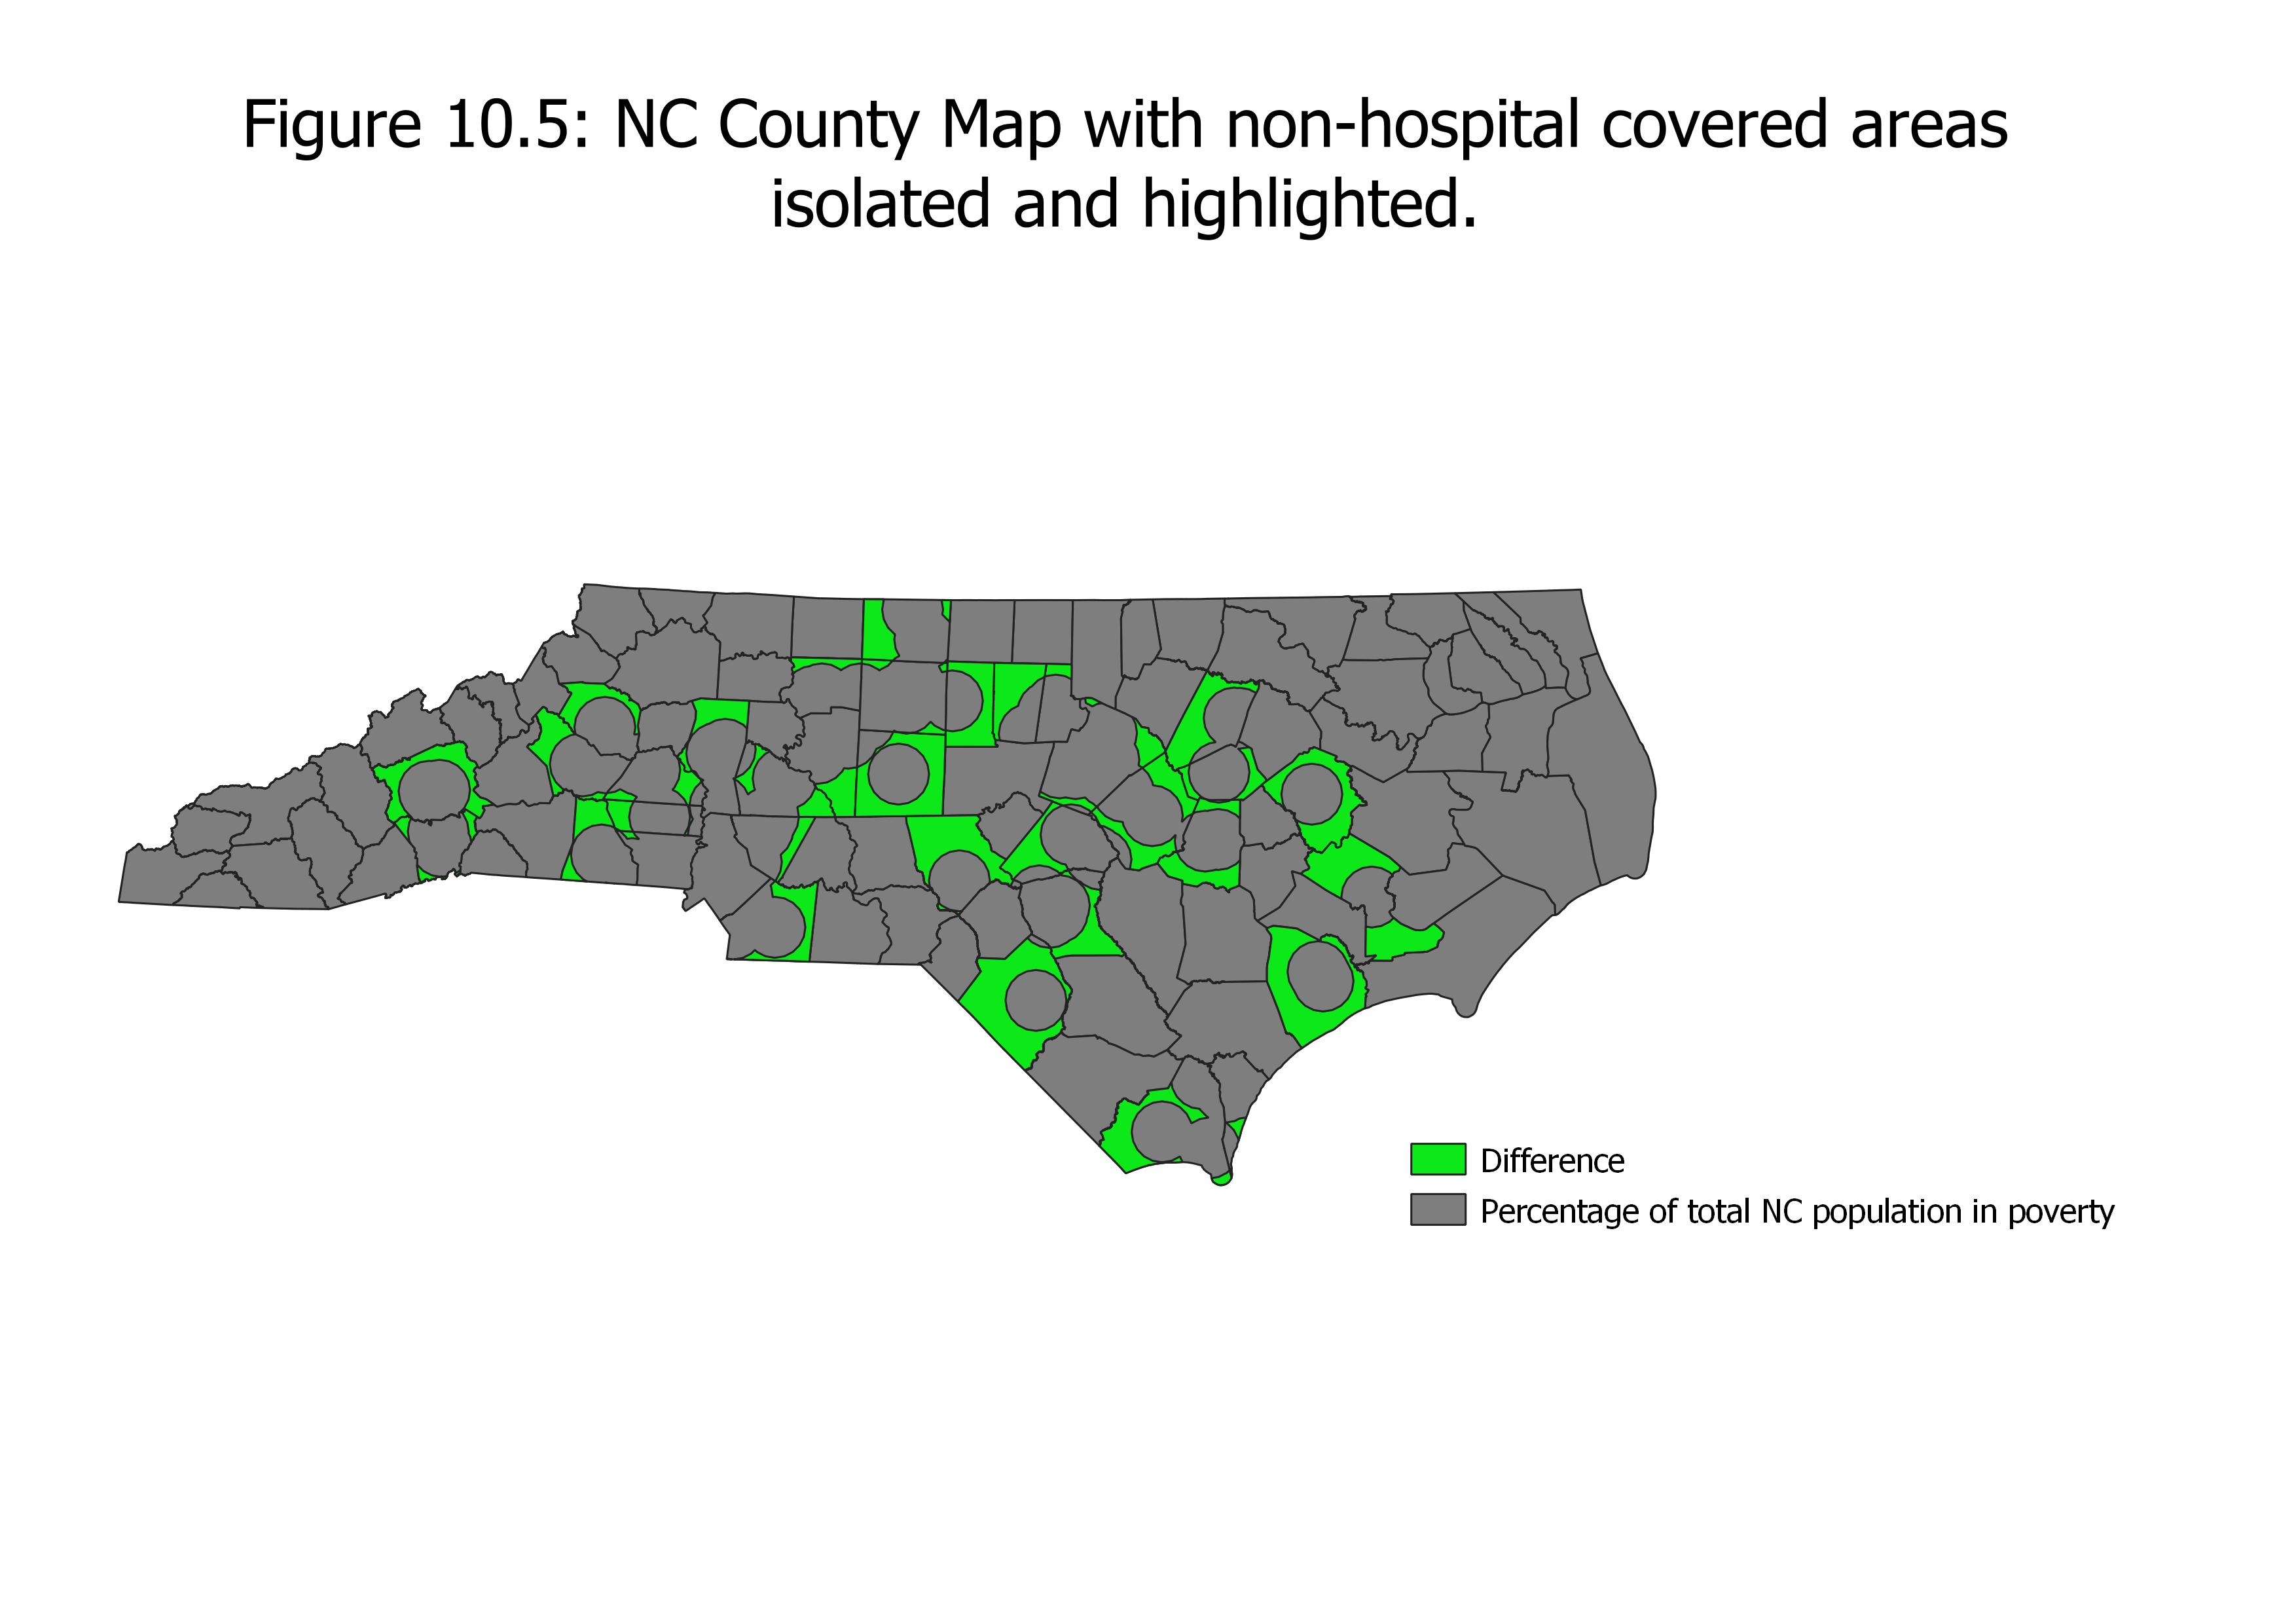 Figure 10.5: NC County Map with non-hospital covered areas
isolated and highlighted.
Difference
Percentage of total NC population in poverty